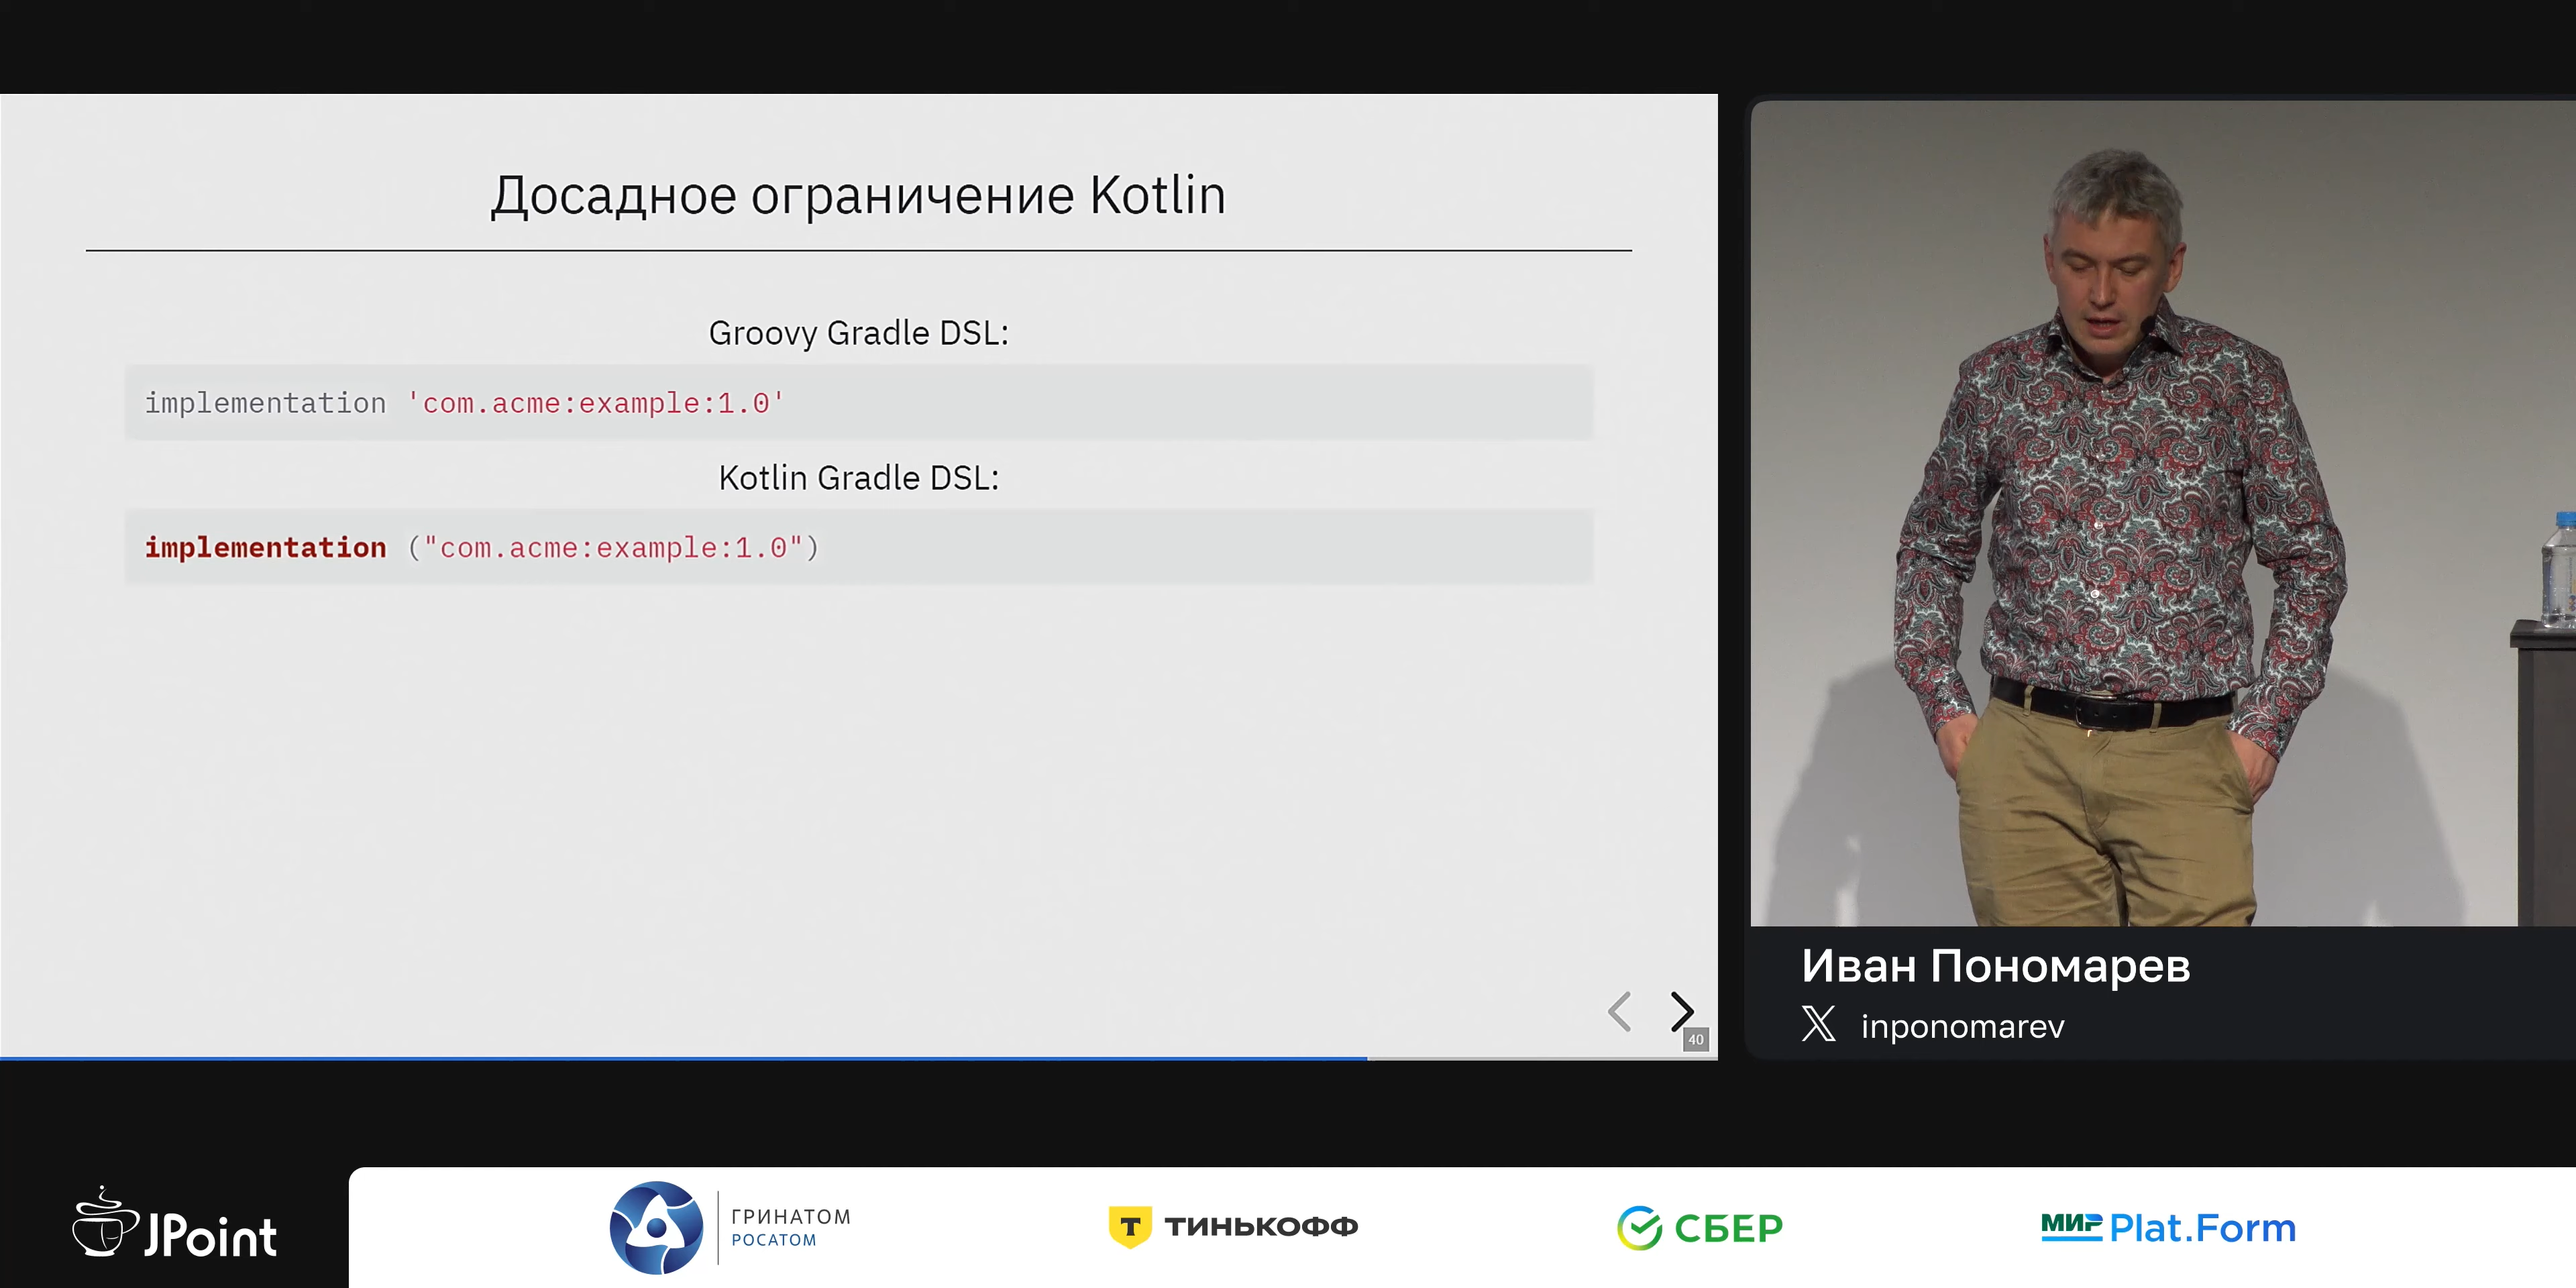 Досадное ограничение Kotlin
Groovy Gradle DSL:
implementation 'com.acme:example:1.0'
Kotlin Gradle DSL:
implementation ("com.acme:example:1.0")
40
Иван Пономарев
inponomarev
JPoint
ГРИНАТОМ
РОСАТОМ
Т ТИНЬКОФФ
СБЕР
МИР Plat.Form